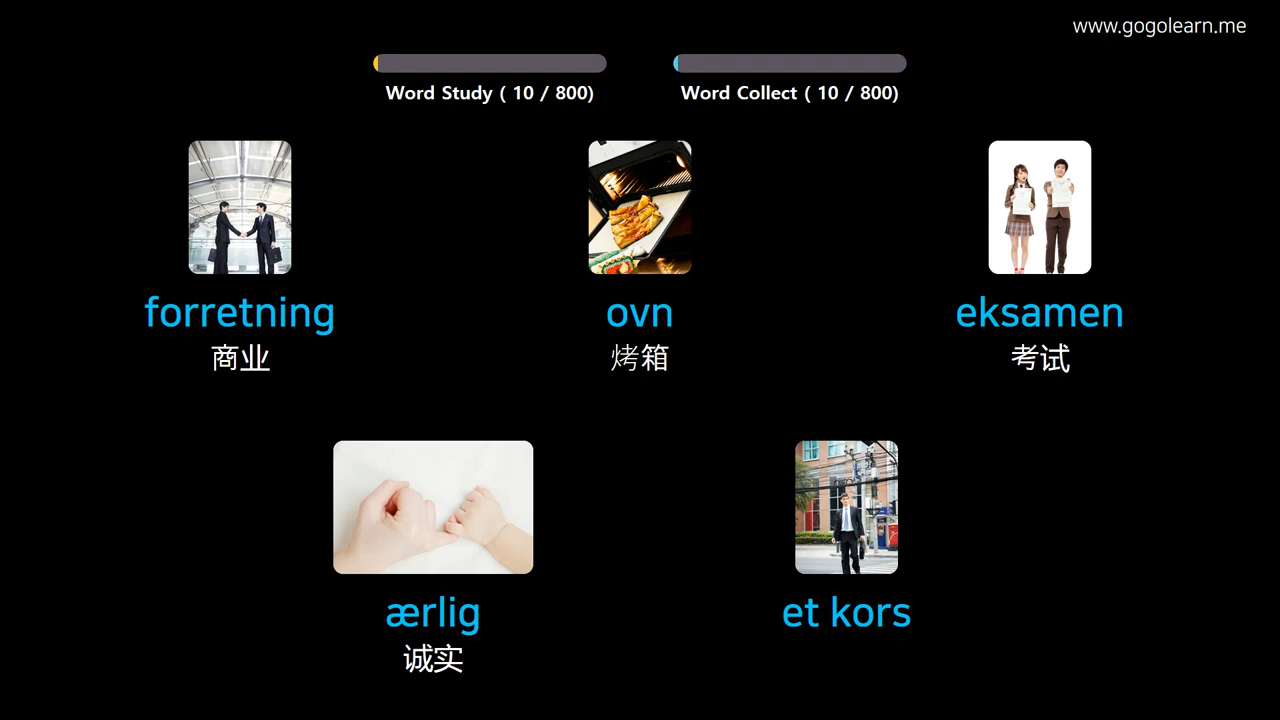 www.gogolearn.me
Word Study ( 10 / 800)
Word Collect ( 10 / 800)
forretning
商业
ovn
烤箱
eksamen
考试
ærlig
诚实
et kors